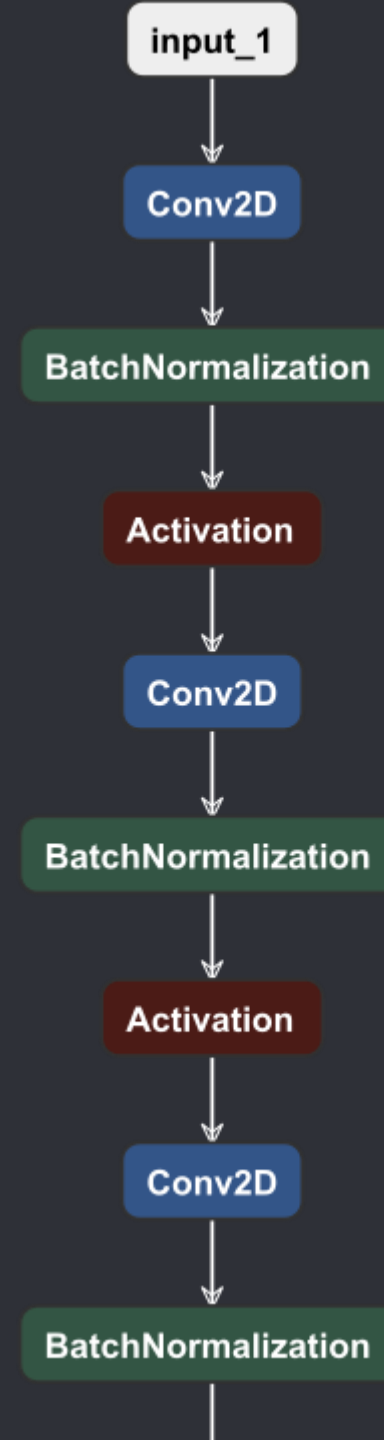 input_1
Conv2D
BatchNormalization
Activation
Conv2D
BatchNormalization
Activation
Conv2D
BatchNormalization